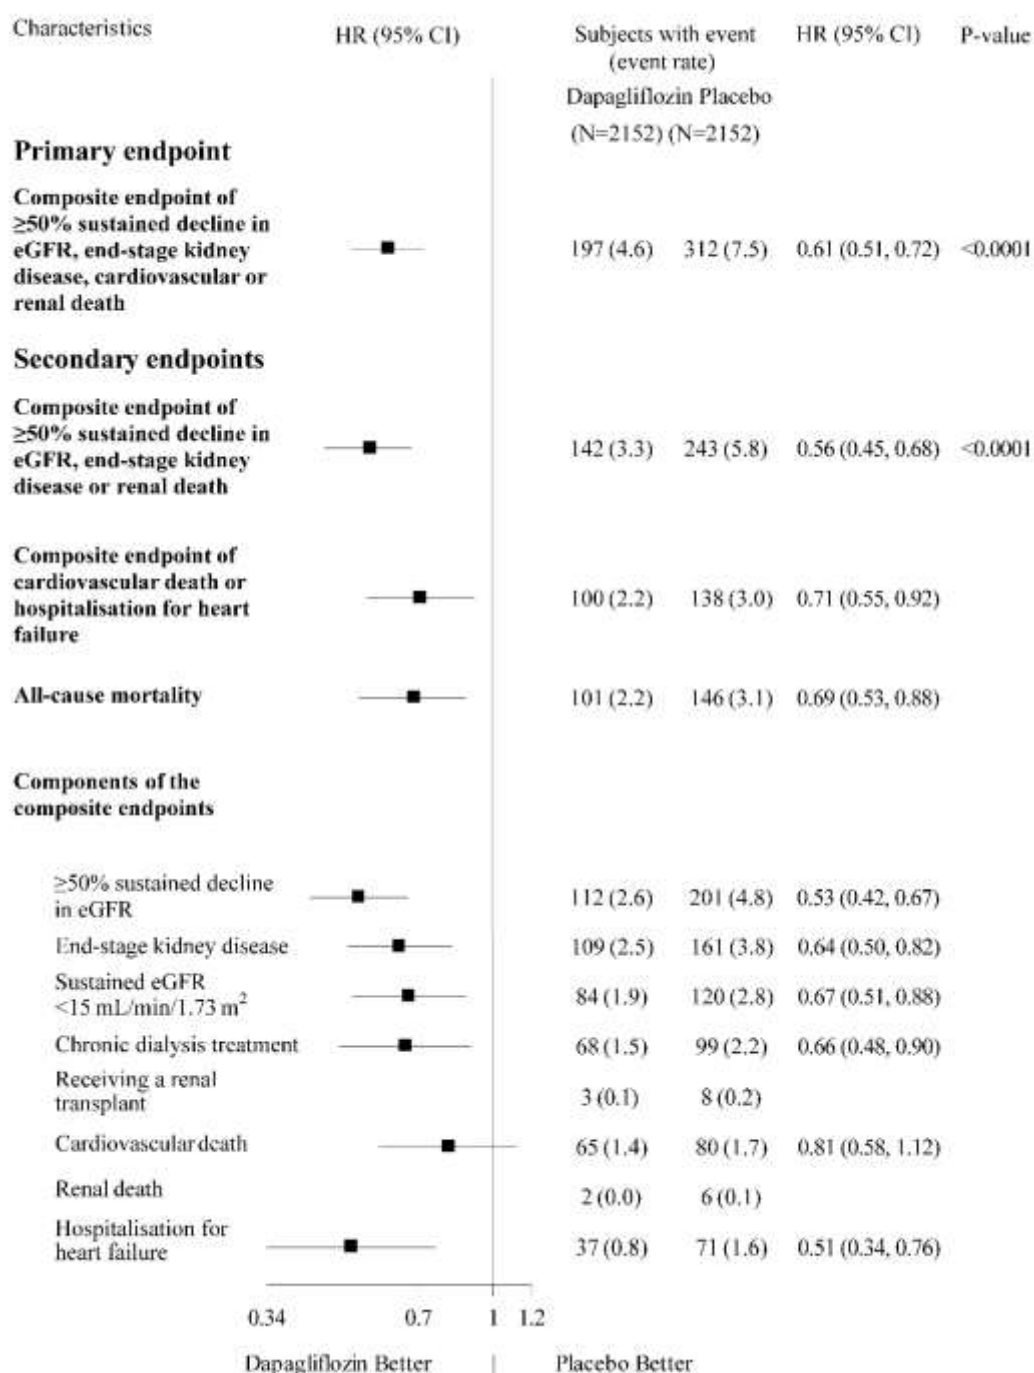 Characteristics HR (95% CI) Subjects with event HR (95% CI) P-value
(event rate)
Dapagliflozin Placebo
(N=2152) (N=2152)
Primary endpoint
Composite endpoint of
≥50% sustained decline in
eGFR, end-stage kidney 197 (4.6) 312 (7.5) 0.61 (0.51, 0.72) <0.0001
disease, cardiovascular or
renal death
Secondary endpoints
Composite endpoint of
≥50% sustained decline in
eGFR, end-stage kidney 142 (3.3) 243 (5.8) 0.56 (0.45, 0.68) <0.0001
disease or renal death
Composite endpoint of
cardiovascular death or
hospitalisation for heart 100 (2.2) 138 (3.0) 0.71 (0.55, 0.92)
failure
All-cause mortality 101 (2.2) 146 (3.1) 0.69 (0.53, 0.88)
Components of the
composite endpoints
≥50% sustained decline
in eGFR 112 (2.6) 201 (4.8) 0.53 (0.42, 0.67)
End-stage kidney disease 109 (2.5) 161 (3.8) 0.64 (0.50, 0.82)
Sustained eGFR
<15 mL/min/1.73 m² 84 (1.9) 120 (2.8) 0.67 (0.51, 0.88)
Chronic dialysis treatment 68 (1.5) 99 (2.2) 0.66 (0.48, 0.90)
Receiving a renal
transplant 3 (0.1) 8 (0.2)
Cardiovascular death 65 (1.4) 80 (1.7) 0.81 (0.58, 1.12)
Renal death 2 (0.0) 6 (0.1)
Hospitalisation for
heart failure 37 (0.8) 71 (1.6) 0.51 (0.34, 0.76)
0.34 0.7 1 1.2
Dapagliflozin Better | Placebo Better